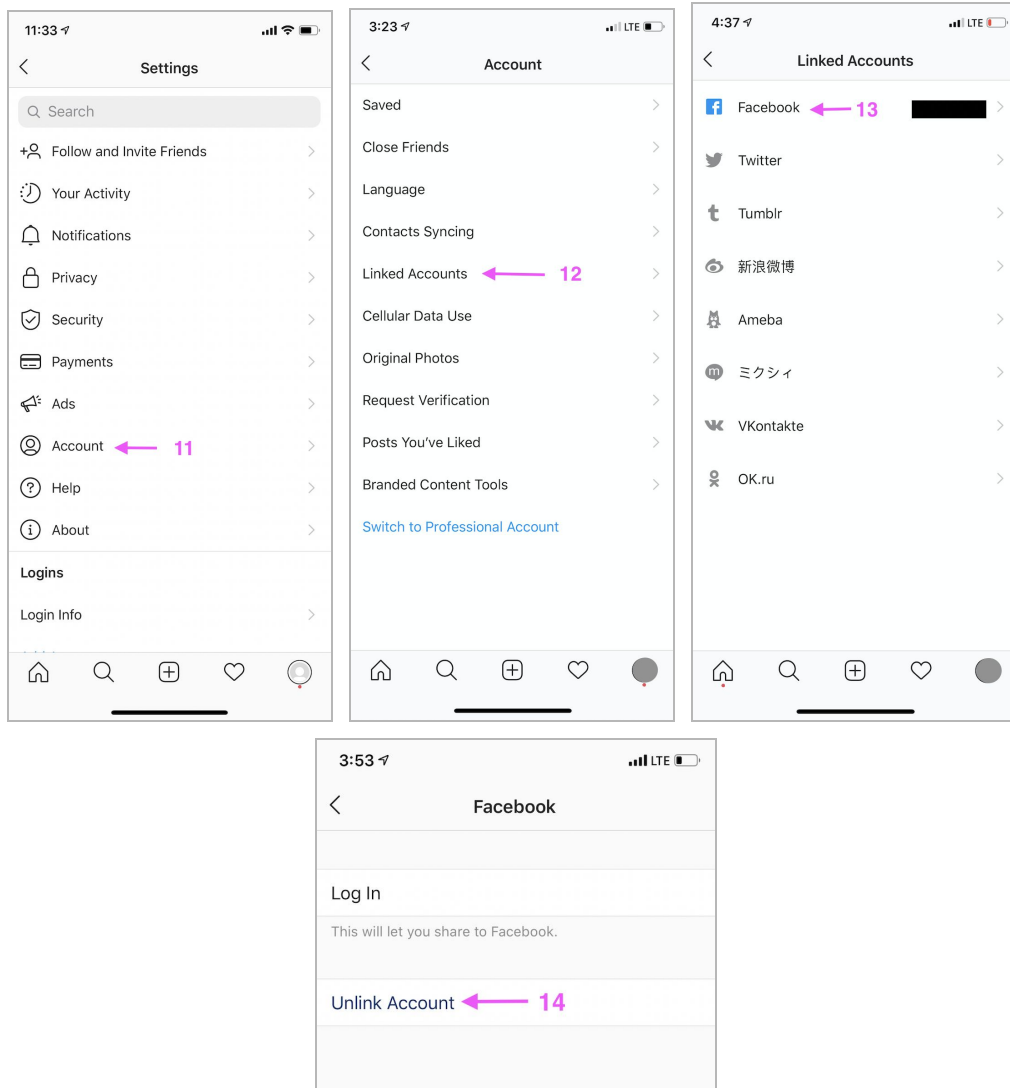 11:33
Settings
Search
Follow and Invite Friends
Your Activity
Notifications
Privacy
Security
Payments
Ads
Account 11
Help
About
Logins
Login Info
3:23 LTE
Account
Saved
Close Friends
Language
Contacts Syncing
Linked Accounts 12
Cellular Data Use
Original Photos
Request Verification
Posts You've Liked
Branded Content Tools
Switch to Professional Account
4:37 LTE
Linked Accounts
Facebook 13
Twitter
Tumblr
新浪微博
Ameba
ミクシィ
VKontakte
OK.ru
3:53 LTE
Facebook
Log In
This will let you share to Facebook.
Unlink Account 14